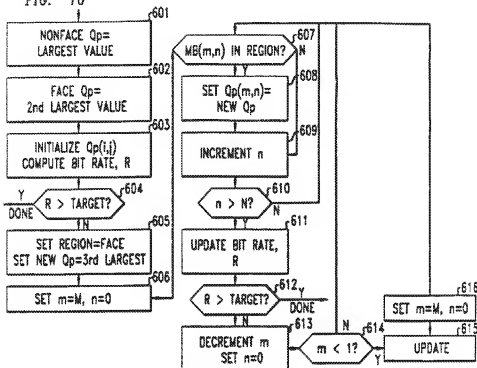 FIG. 10
601
NONFACE Qp=
LARGEST VALUE
602
FACE Qp=
2nd LARGEST VALUE
603
INITIALIZE Qp(i,j)
COMPUTE BIT RATE, R
604
Y
DONE
R > TARGET?
N
605
SET REGION=FACE
SET NEW Qp=3rd LARGEST
606
SET m=M, n=0
607
MB(m,n) IN REGION?
N
Y
608
SET Qp(m,n)=
NEW Qp
609
INCREMENT n
610
n > N?
N
Y
611
UPDATE BIT RATE,
R
612
R > TARGET?
Y
DONE
N
613
DECREMENT m
SET n=0
N
614
m < 1?
Y
616
SET m=M, n=0
615
UPDATE